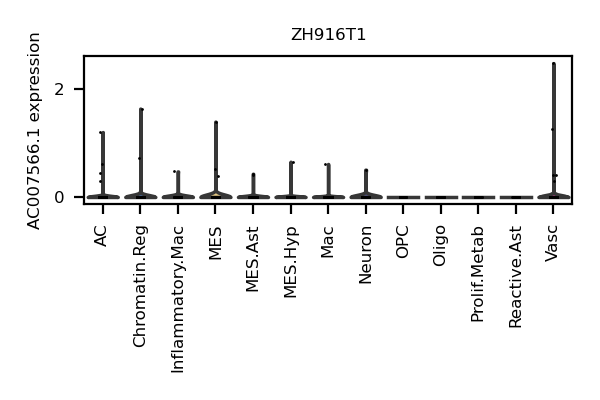 ZH916T1
AC007566.1 expression
2
0
AC
Chromatin.Reg
Inflammatory.Mac
MES
MES.Ast
MES.Hyp
Mac
Neuron
OPC
Oligo
Prolif.Metab
Reactive.Ast
Vasc